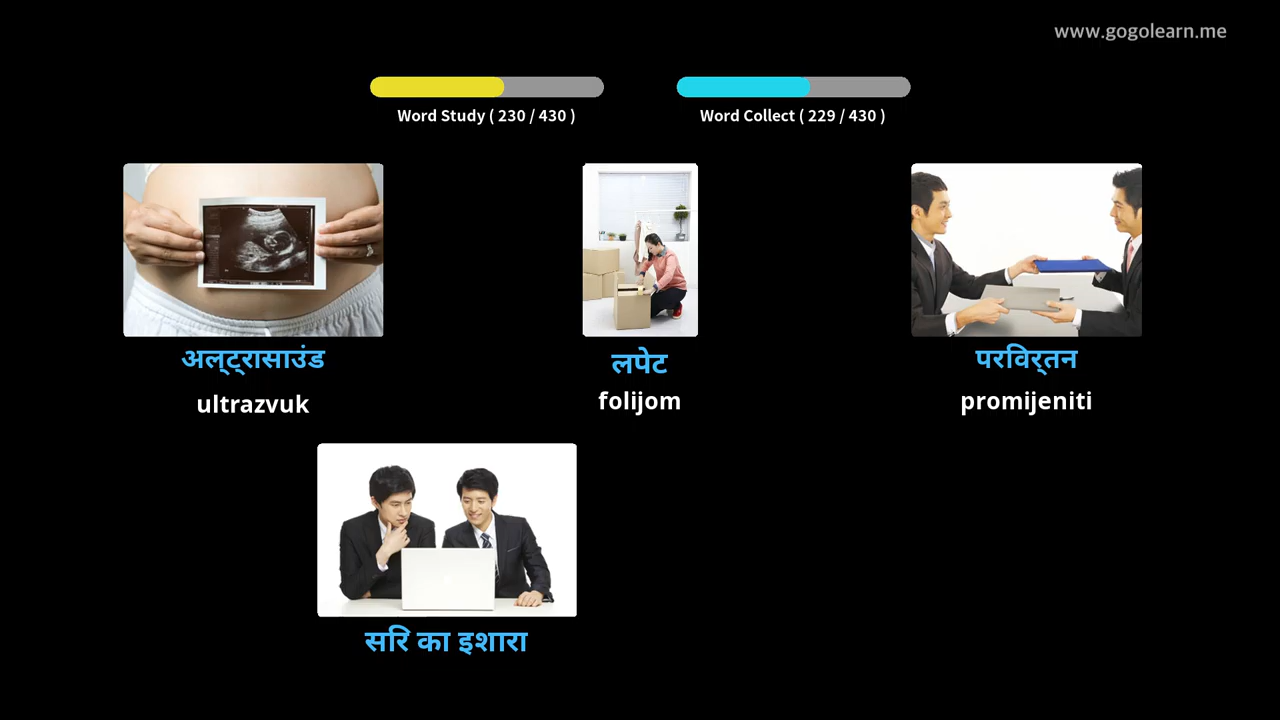 www.gogolearn.me
Word Study ( 230 / 430 )
Word Collect ( 229 / 430 )
अल्ट्रासाउंड
ultrazvuk
लपेट
folijom
परविर्तन
promijeniti
सरि का इशारा